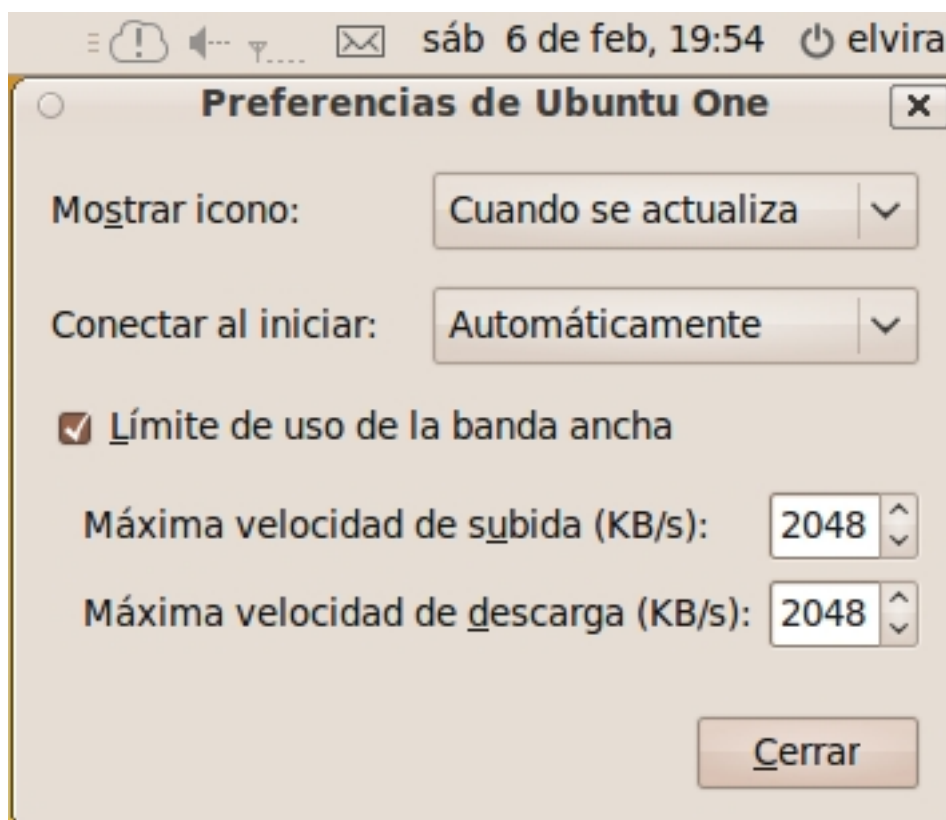 sáb 6 de feb, 19:54 elvira
Preferencias de Ubuntu One
Mostrar icono: Cuando se actualiza
Conectar al iniciar: Automáticamente
Límite de uso de la banda ancha
Máxima velocidad de subida (KB/s): 2048
Máxima velocidad de descarga (KB/s): 2048
Cerrar